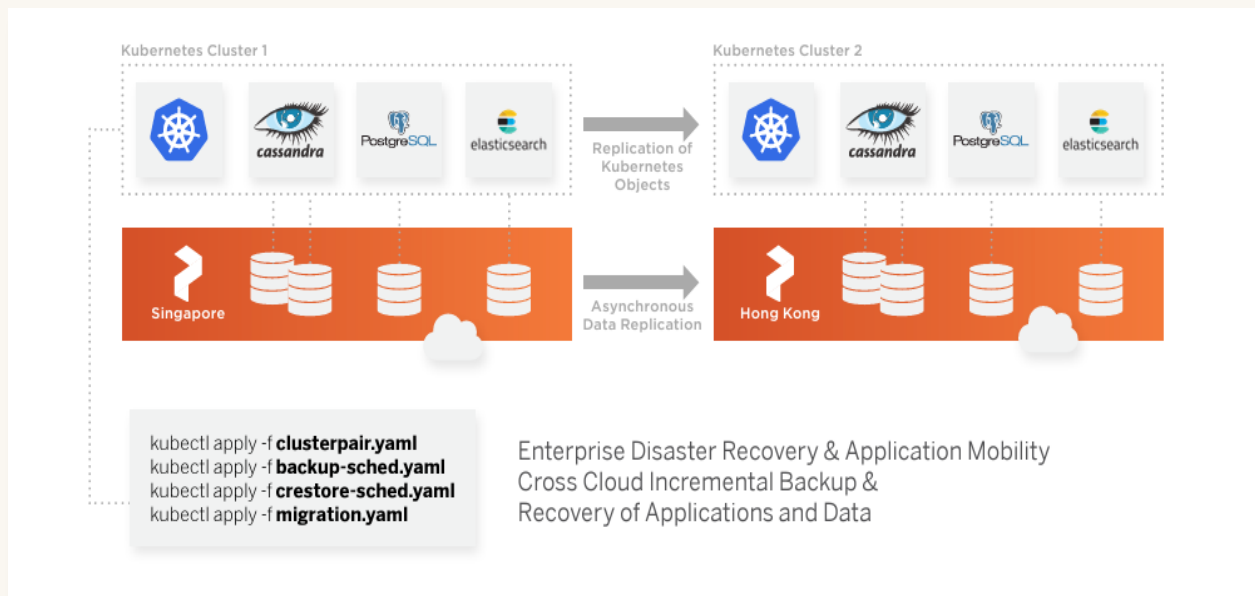 Kubernetes Cluster 1
Kubernetes Cluster 2
cassandra
PostgreSQL
elasticsearch
Replication of
Kubernetes
Objects
cassandra
PostgreSQL
elasticsearch
Singapore
Asynchronous
Data Replication
Hong Kong
kubectl apply -f clusterpair.yaml
kubectl apply -f backup-sched.yaml
kubectl apply -f crestore-sched.yaml
kubectl apply -f migration.yaml
Enterprise Disaster Recovery & Application Mobility
Cross Cloud Incremental Backup &
Recovery of Applications and Data